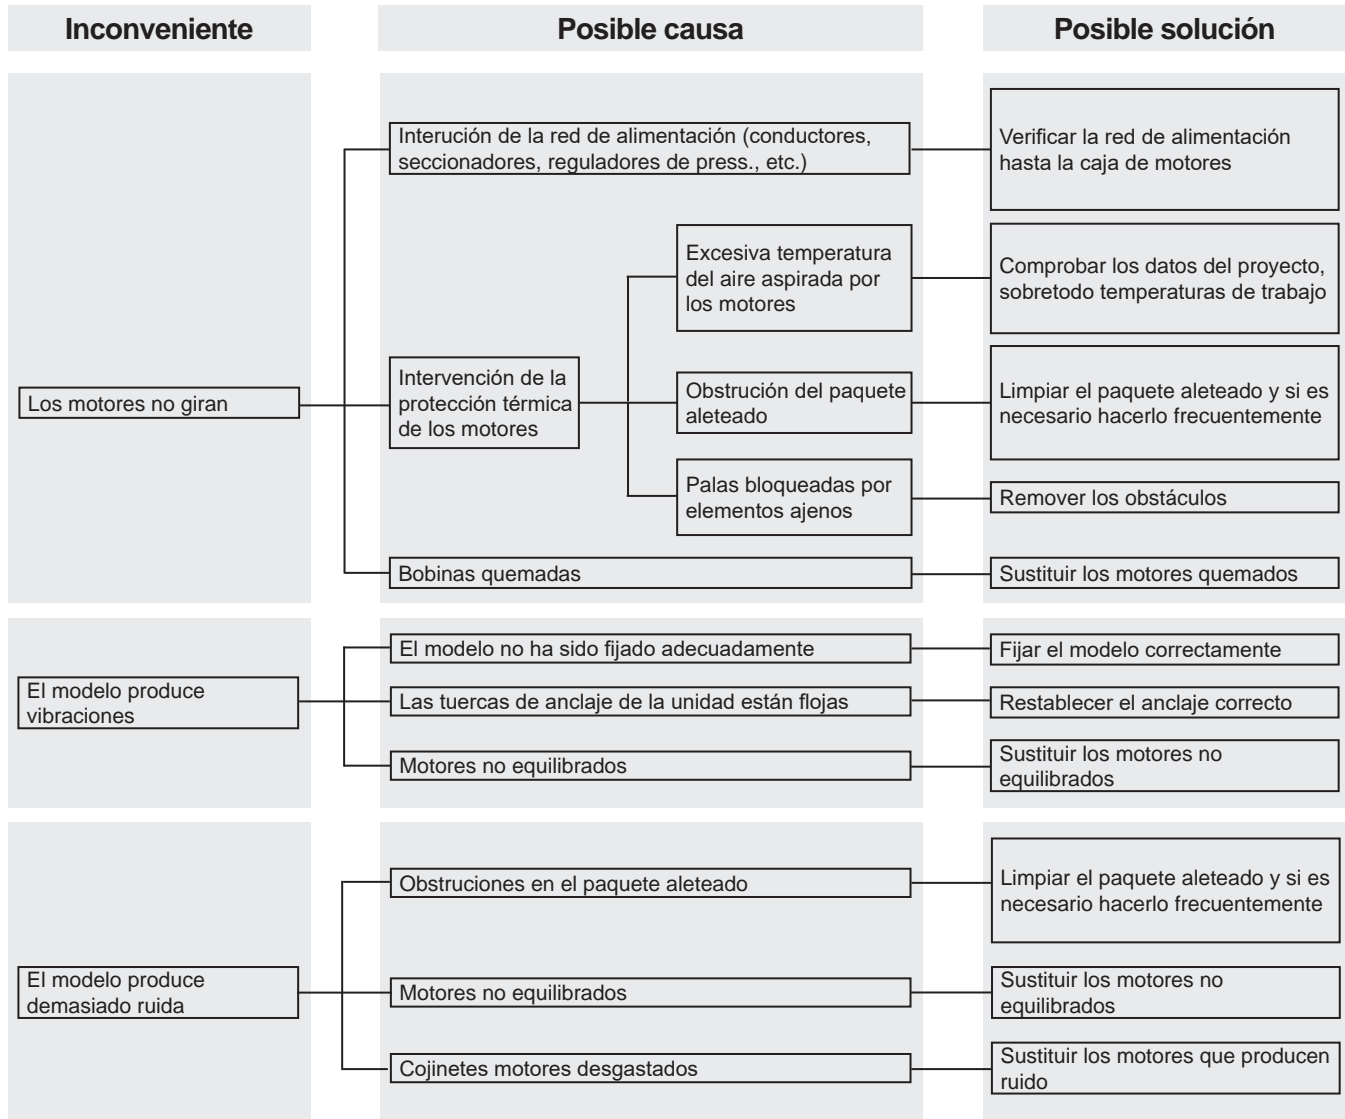 Inconveniente
Posible causa
Posible solución
Los motores no giran
Interución de la red de alimentación (conductores,
seccionadores, reguladores de press., etc.)
Verificar la red de alimentación
hasta la caja de motores
Intervención de la
protección térmica
de los motores
Excesiva temperatura
del aire aspirada por
los motores
Comprobar los datos del proyecto,
sobretodo temperaturas de trabajo
Obstrución del paquete
aleteado
Limpiar el paquete aleteado y si es
necesario hacerlo frecuentemente
Palas bloqueadas por
elementos ajenos
Remover los obstáculos
Bobinas quemadas
Sustituir los motores quemados
El modelo produce
vibraciones
El modelo no ha sido fijado adecuadamente
Fijar el modelo correctamente
Las tuercas de anclaje de la unidad están flojas
Restablecer el anclaje correcto
Motores no equilibrados
Sustituir los motores no
equilibrados
El modelo produce
demasiado ruida
Obstruciones en el paquete aleteado
Limpiar el paquete aleteado y si es
necesario hacerlo frecuentemente
Motores no equilibrados
Sustituir los motores no
equilibrados
Cojinetes motores desgastados
Sustituir los motores que producen
ruido